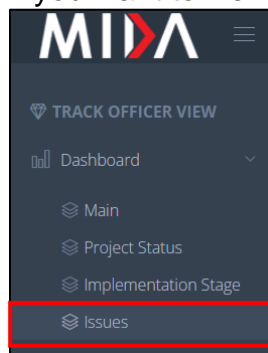 MIDA
TRACK OFFICER VIEW
Dashboard
Main
Project Status
Implementation Stage
Issues